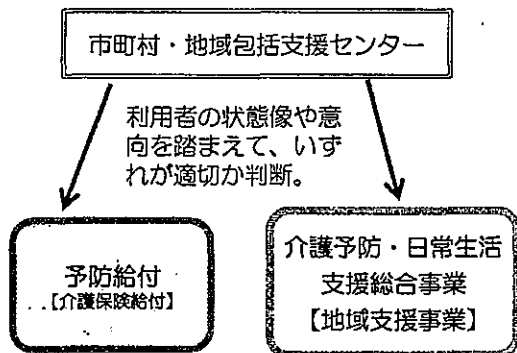 市町村・地域包括支援センター
利用者の状態像や意
向を踏まえて、いず
れが適切か判断。
予防給付
【介護保険給付】
介護予防・日常生活
支援総合事業
【地域支援事業】